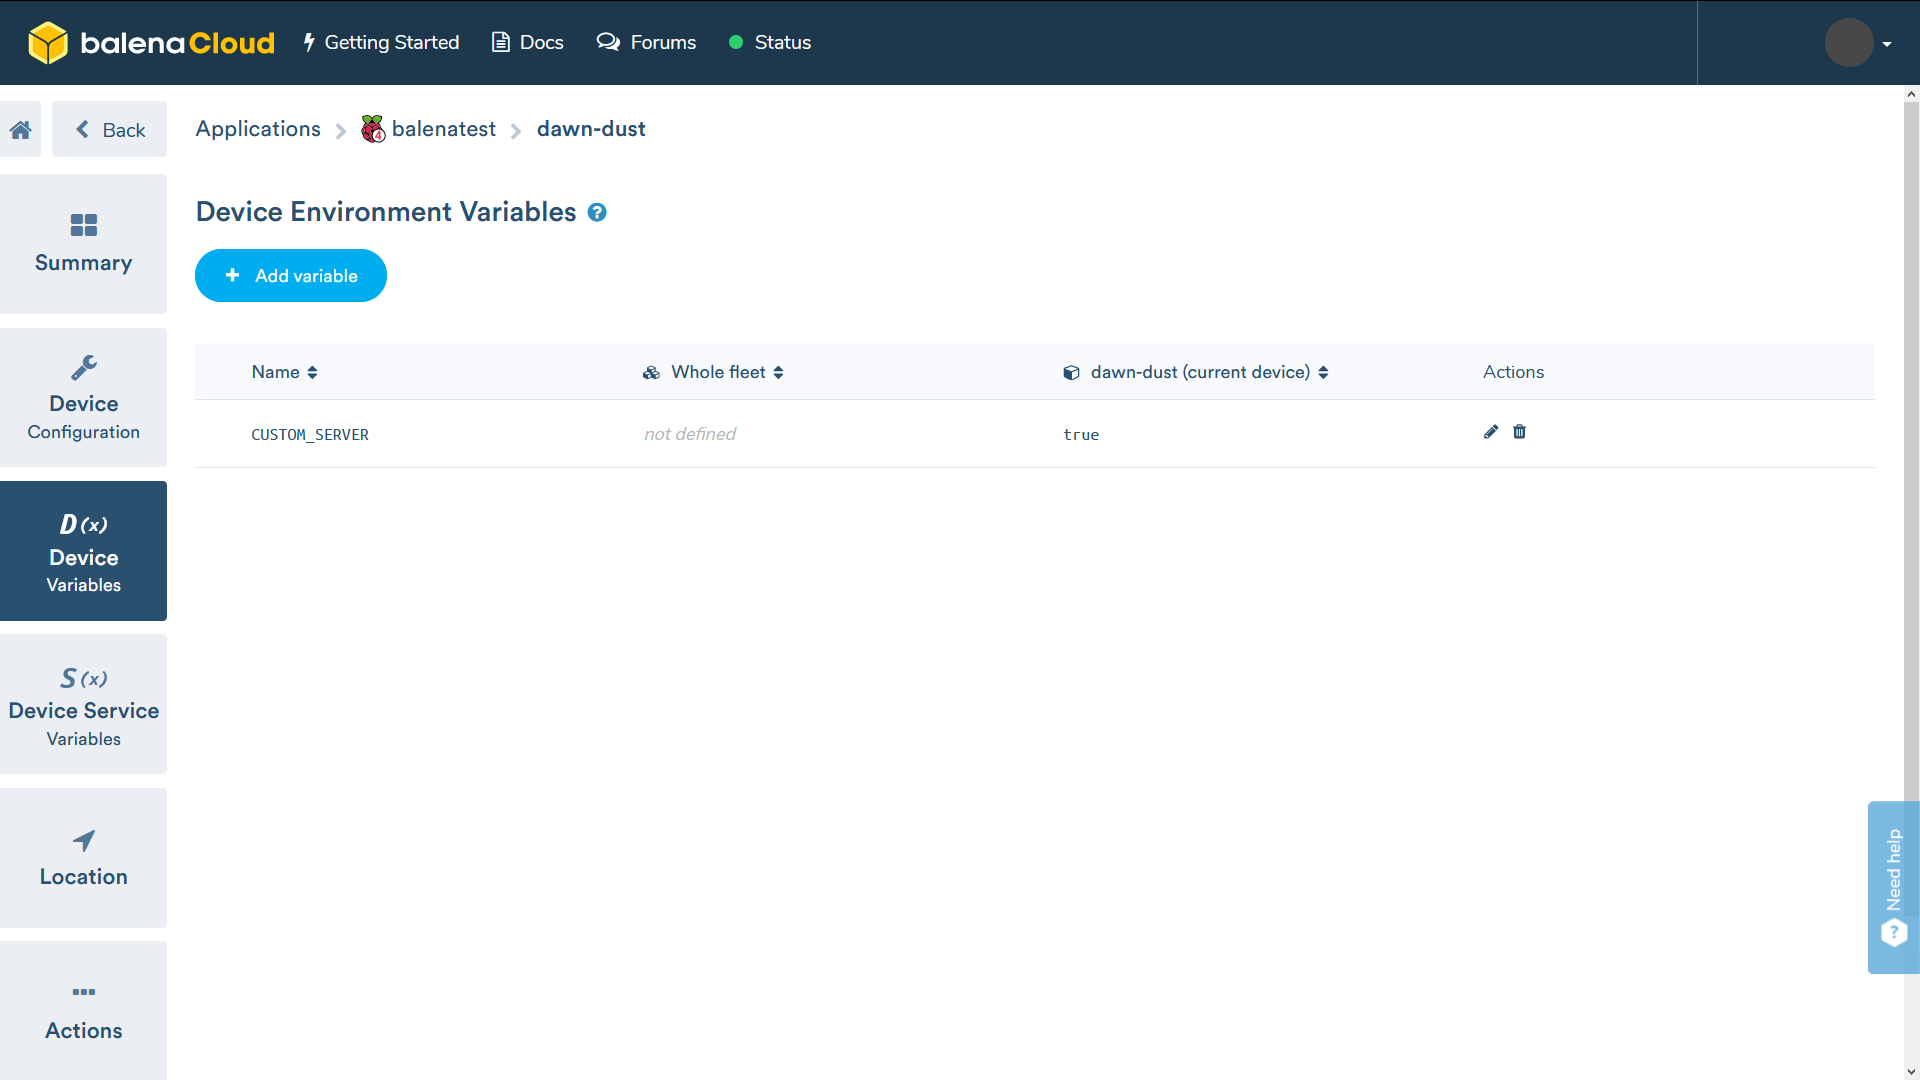 balenaCloud Getting Started Docs Forums Status
Back
Applications balenatest dawn-dust
Summary
Device
Configuration
D(x)
Device
Variables
S(x)
Device Service
Variables
Location
Actions
Device Environment Variables ?
+ Add variable
Name Whole fleet dawn-dust (current device) Actions
CUSTOM_SERVER not defined true
Need help
?